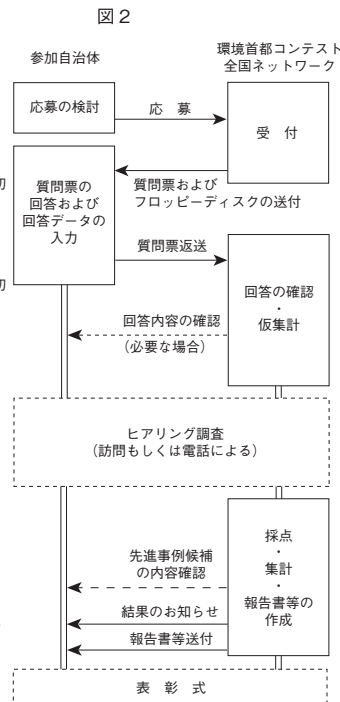 図２
参加自治体
環境首都コンテスト
全国ネットワーク
応募の検討
応　募
受　付
切
質問票の
回答および
回答データの
入力
質問票および
フロッピーディスクの送付
質問票返送
切
回答の確認
・
仮集計
回答内容の確認
（必要な場合）
ヒアリング調査
（訪問もしくは電話による）
採点
・
集計
・
報告書等の
作成
先進事例候補
の内容確認
結果のお知らせ
報告書等送付
表　彰　式